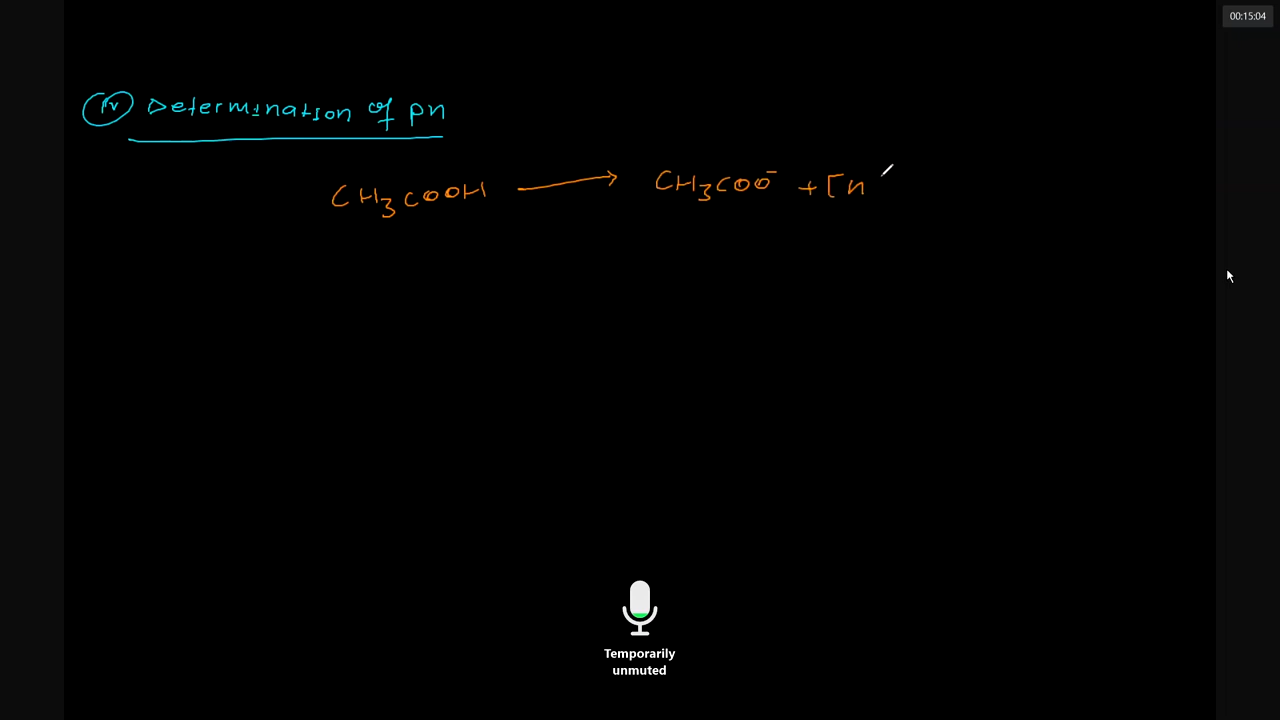 00:15:04
(iv) Determination of pH
CH3COOH ⟶ CH3COO⁻ + [H
Temporarily
unmuted